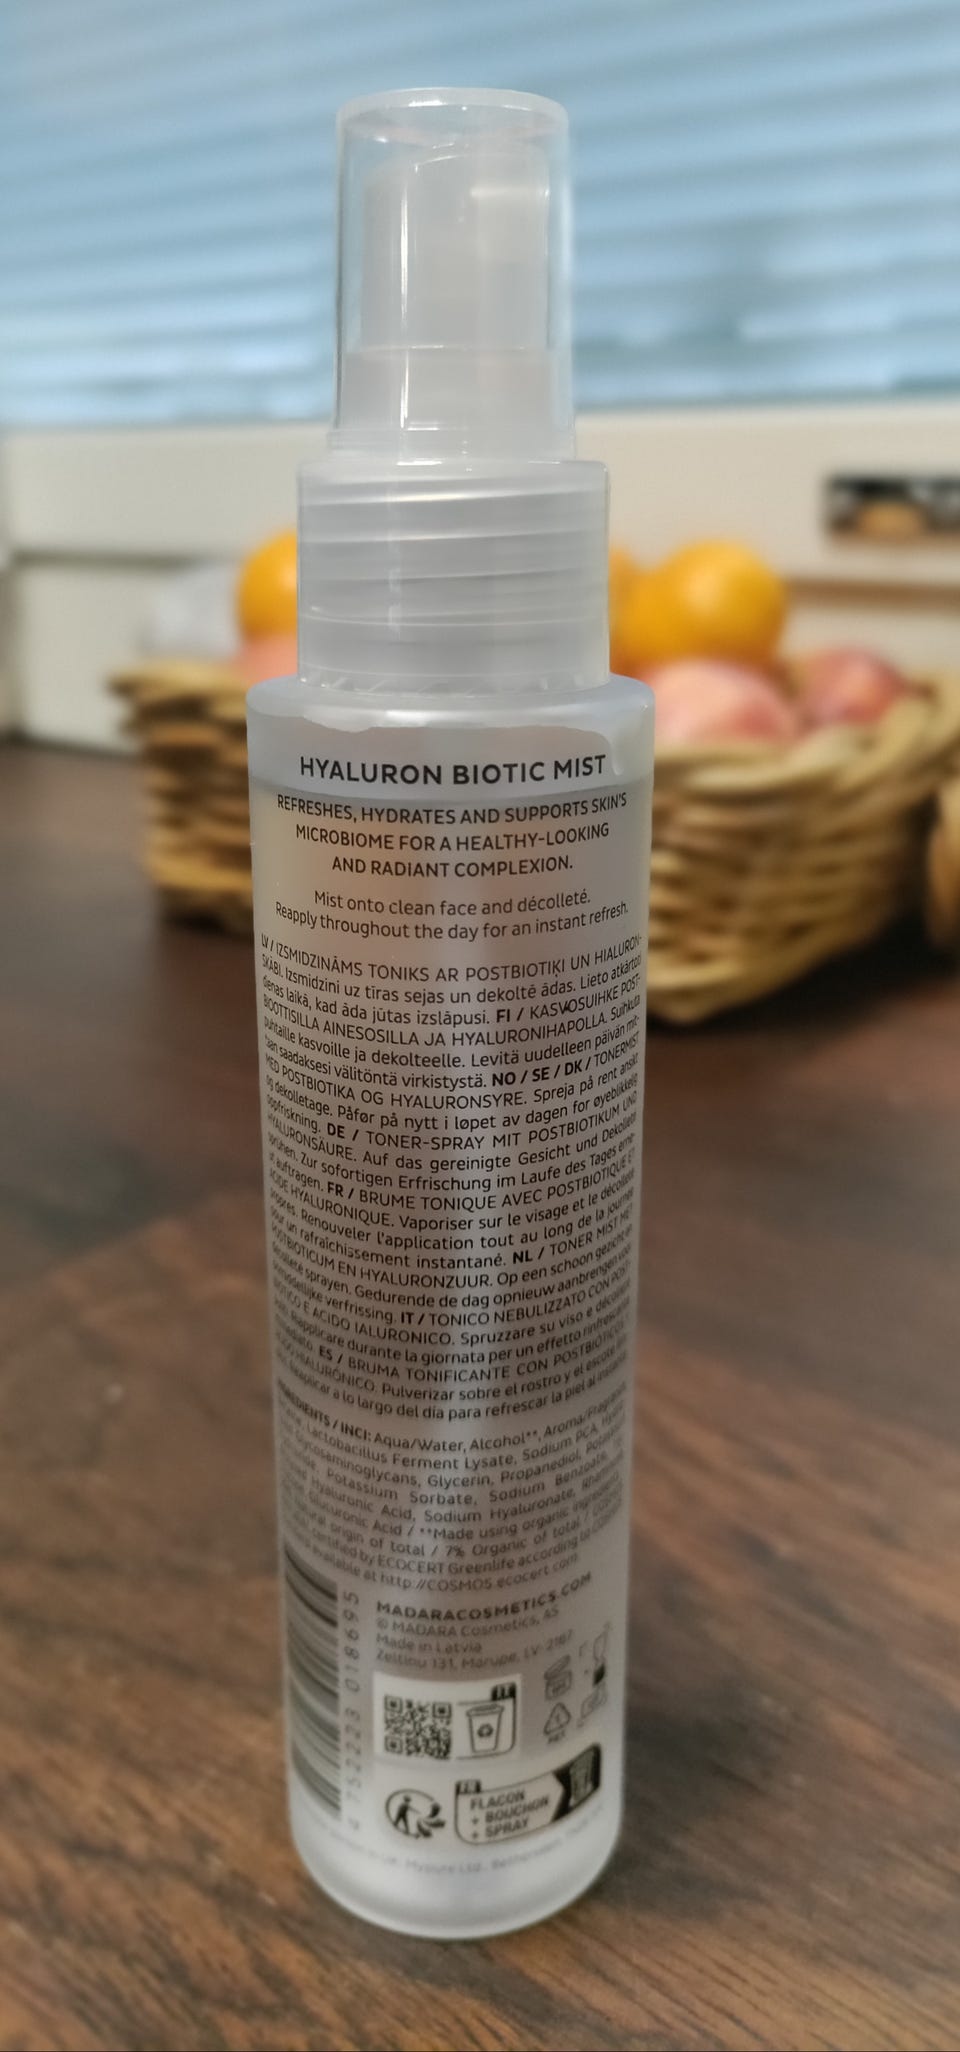 HYALURON BIOTIC MIST
REFRESHES, HYDRATES AND SUPPORTS SKIN'S
MICROBIOME FOR A HEALTHY-LOOKING
AND RADIANT COMPLEXION.
Mist onto clean face and décolleté.
Reapply throughout the day for an instant refresh.
LV / IZSMIDZINĀMS TONIKS AR POSTBIOTIĶI UN HIALURON-
SKĀBI. Izsmidzini uz tīras sejas un dekoltē ādas. Lieto atkārtoti
dienas laikā, kad āda jūtas izslāpusi. FI / KASVOSUIHKE POST-
BIOOTTISILLA AINESOSILLA JA HYALURONIHAPOLLA. Suihkuta
puhtaille kasvoille ja dekolteelle. Levitä uudelleen päivän mit-
taan saadaksesi välitöntä virkistystä. NO / SE / DK / TONERMIST
MED POSTBIOTIKA OG HYALURONSYRE. Spreja på rent ansikt
og dekolletage. Påfør på nytt i løpet av dagen for øyeblikkelig
oppfriskning. DE / TONER-SPRAY MIT POSTBIOTIKUM UND
HYALURONSÄURE. Auf das gereinigte Gesicht und Dekolleté
sprühen. Zur sofortigen Erfrischung im Laufe des Tages erne-
ut auftragen. FR / BRUME TONIQUE AVEC POSTBIOTIQUE ET
ACIDE HYALURONIQUE. Vaporiser sur le visage et le décolleté
propres. Renouveler l'application tout au long de la journée
pour un rafraîchissement instantané. NL / TONER MIST MET
POSTBIOTICUM EN HYALURONZUUR. Op een schoon gezicht en
decolleté sprayen. Gedurende de dag opnieuw aanbrengen voor
onmiddellijke verfrissing. IT / TONICO NEBULIZZATO CON POST-
BIOTICO E ACIDO IALURONICO. Spruzzare su viso e décolleté
Riapplicare durante la giornata per un effetto rinfrescante
immediato. ES / BRUMA TONIFICANTE CON POSTBIÓTICOS Y
ÁCIDO HIALURÓNICO. Pulverizar sobre el rostro y el escote
Reaplicar a lo largo del día para refrescar la piel al instante.
INGREDIENTS / INCI: Aqua/Water, Alcohol**, Aroma/Fragrance,
Lactobacillus Ferment Lysate, Sodium PCA,
Glycosaminoglycans, Glycerin, Propanediol,
Potassium Sorbate, Sodium Benzoate,
Hyaluronic Acid, Sodium Hyaluronate,
Glucuronic Acid / **Made using organic ingredients
natural origin of total / 7% Organic of total /
certified by ECOCERT Greenlife according to COSMOS
available at http://COSMOS.ecocert.com
MADARACOSMETICS.COM
© MADARA Cosmetics, AS
Made in Latvia
Zeltiņu 131, Mārupe, LV-2167
4 752223 018695
IT
FR
FLACON
+ BOUCHON
+ SPRAY